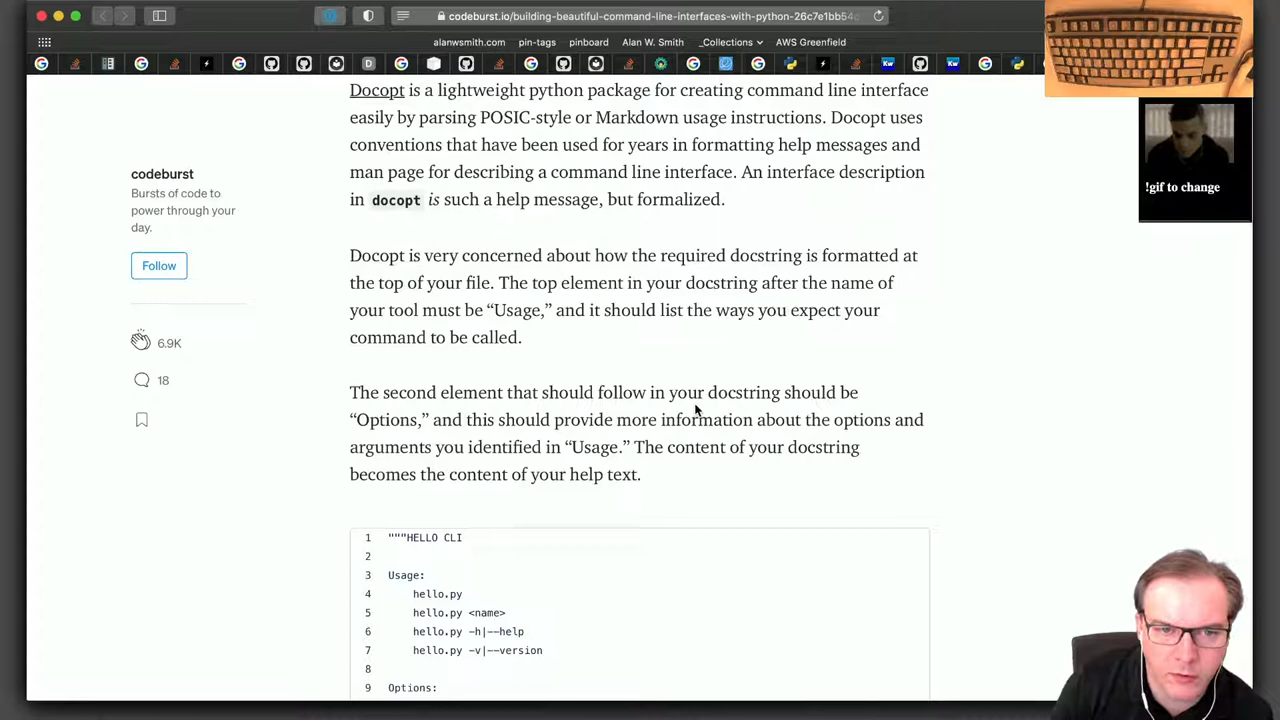 codeburst.io/building-beautiful-command-line-interfaces-with-python-26c7e1bb54
alanwsmith.com pin-tags pinboard Alan W. Smith _Collections AWS Greenfield
!gif to change
Docopt is a lightweight python package for creating command line interface
easily by parsing POSIC-style or Markdown usage instructions. Docopt uses
conventions that have been used for years in formatting help messages and
man page for describing a command line interface. An interface description
in docopt is such a help message, but formalized.
codeburst
Bursts of code to
power through your
day.
Follow
6.9K
18
Docopt is very concerned about how the required docstring is formatted at
the top of your file. The top element in your docstring after the name of
your tool must be “Usage,” and it should list the ways you expect your
command to be called.
The second element that should follow in your docstring should be
“Options,” and this should provide more information about the options and
arguments you identified in “Usage.” The content of your docstring
becomes the content of your help text.
1 """HELLO CLI
2
3 Usage:
4 hello.py
5 hello.py <name>
6 hello.py -h|--help
7 hello.py -v|--version
8
9 Options: